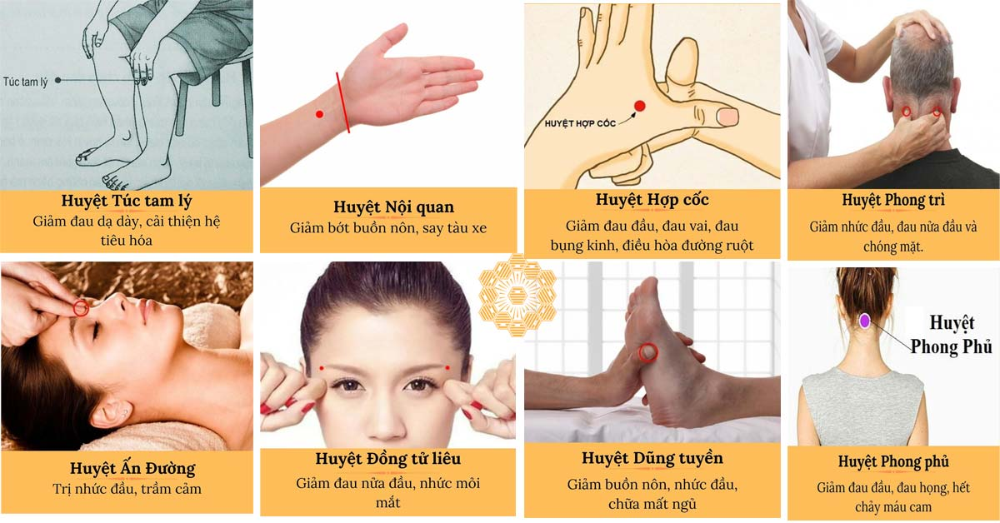 Túc tam lý
Huyệt Túc tam lý
Giảm đau dạ dày, cải thiện hệ
tiêu hóa
Huyệt Nội quan
Giảm bớt buồn nôn, say tàu xe
HUYỆT HỢP CỐC
Huyệt Hợp cốc
Giảm đau đầu, đau vai, đau
bụng kinh, điều hòa đường ruột
Huyệt Phong trì
Giảm nhức đầu, đau nửa đầu và
chóng mặt.
Huyệt Ấn Đường
Trị nhức đầu, trầm cảm
Huyệt Đồng tử liêu
Giảm đau nửa đầu, nhức mỏi
mắt
Huyệt Dũng tuyền
Giảm buồn nôn, nhức đầu,
chữa mất ngủ
Huyệt
Phong Phủ
Huyệt Phong phủ
Giảm đau đầu, đau họng, hết
chảy máu cam